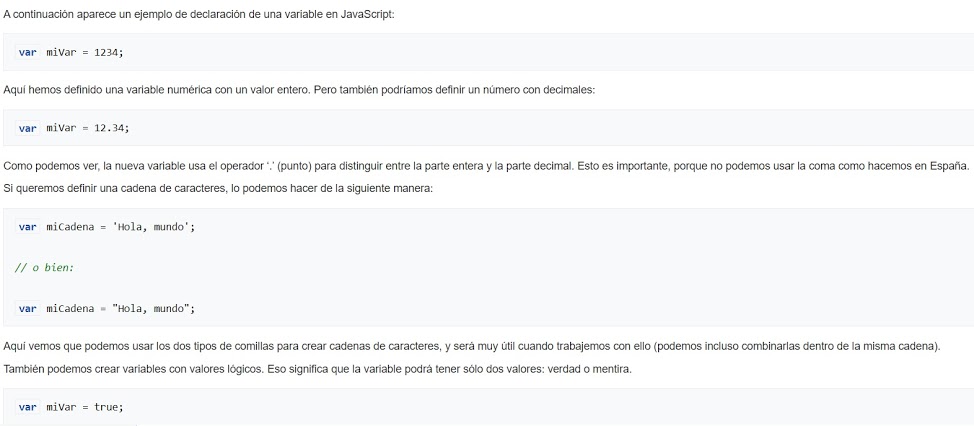 A continuación aparece un ejemplo de declaración de una variable en JavaScript:
var miVar = 1234;
Aquí hemos definido una variable numérica con un valor entero. Pero también podríamos definir un número con decimales:
var miVar = 12.34;
Como podemos ver, la nueva variable usa el operador ‘.’ (punto) para distinguir entre la parte entera y la parte decimal. Esto es importante, porque no podemos usar la coma como hacemos en España.
Si queremos definir una cadena de caracteres, lo podemos hacer de la siguiente manera:
var miCadena = 'Hola, mundo';
// o bien:
var miCadena = "Hola, mundo";
Aquí vemos que podemos usar los dos tipos de comillas para crear cadenas de caracteres, y será muy útil cuando trabajemos con ello (podemos incluso combinarlas dentro de la misma cadena).
También podemos crear variables con valores lógicos. Eso significa que la variable podrá tener sólo dos valores: verdad o mentira.
var miVar = true;